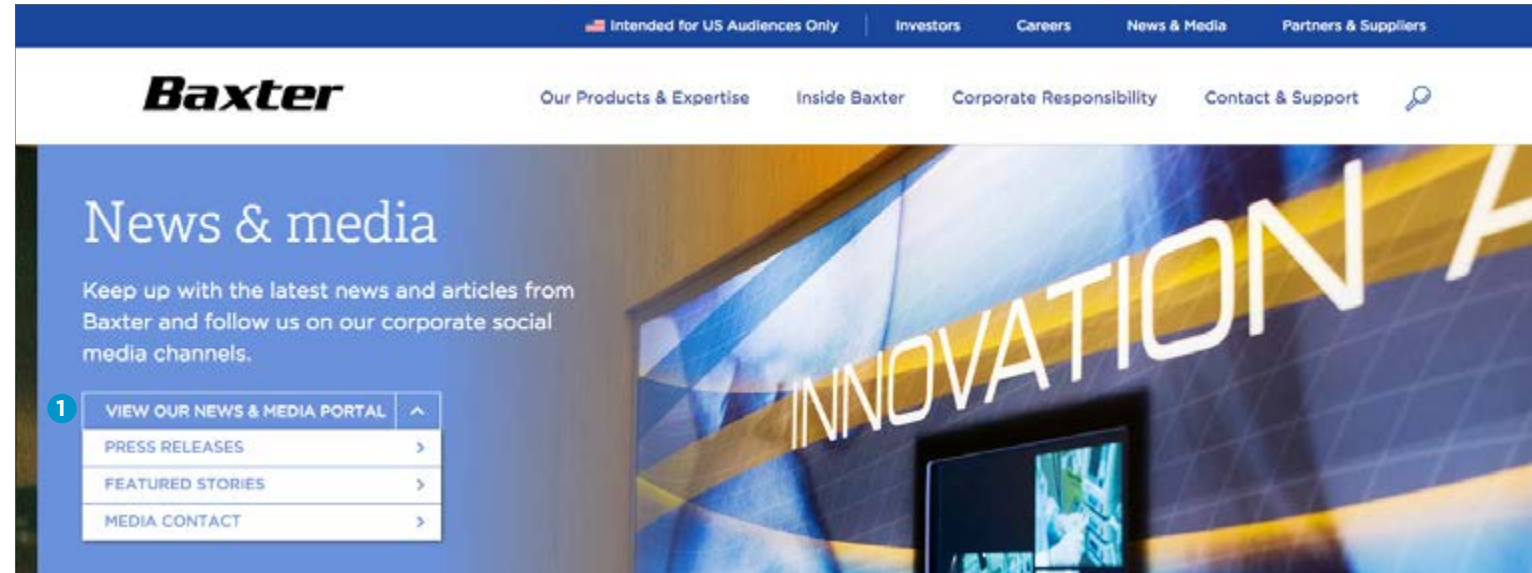 Intended for US Audiences Only Investors Careers News & Media Partners & Suppliers
Baxter Our Products & Expertise Inside Baxter Corporate Responsibility Contact & Support
News & media
Keep up with the latest news and articles from
Baxter and follow us on our corporate social
media channels.
1 VIEW OUR NEWS & MEDIA PORTAL
PRESS RELEASES
FEATURED STORIES
MEDIA CONTACT
INNOVATION A